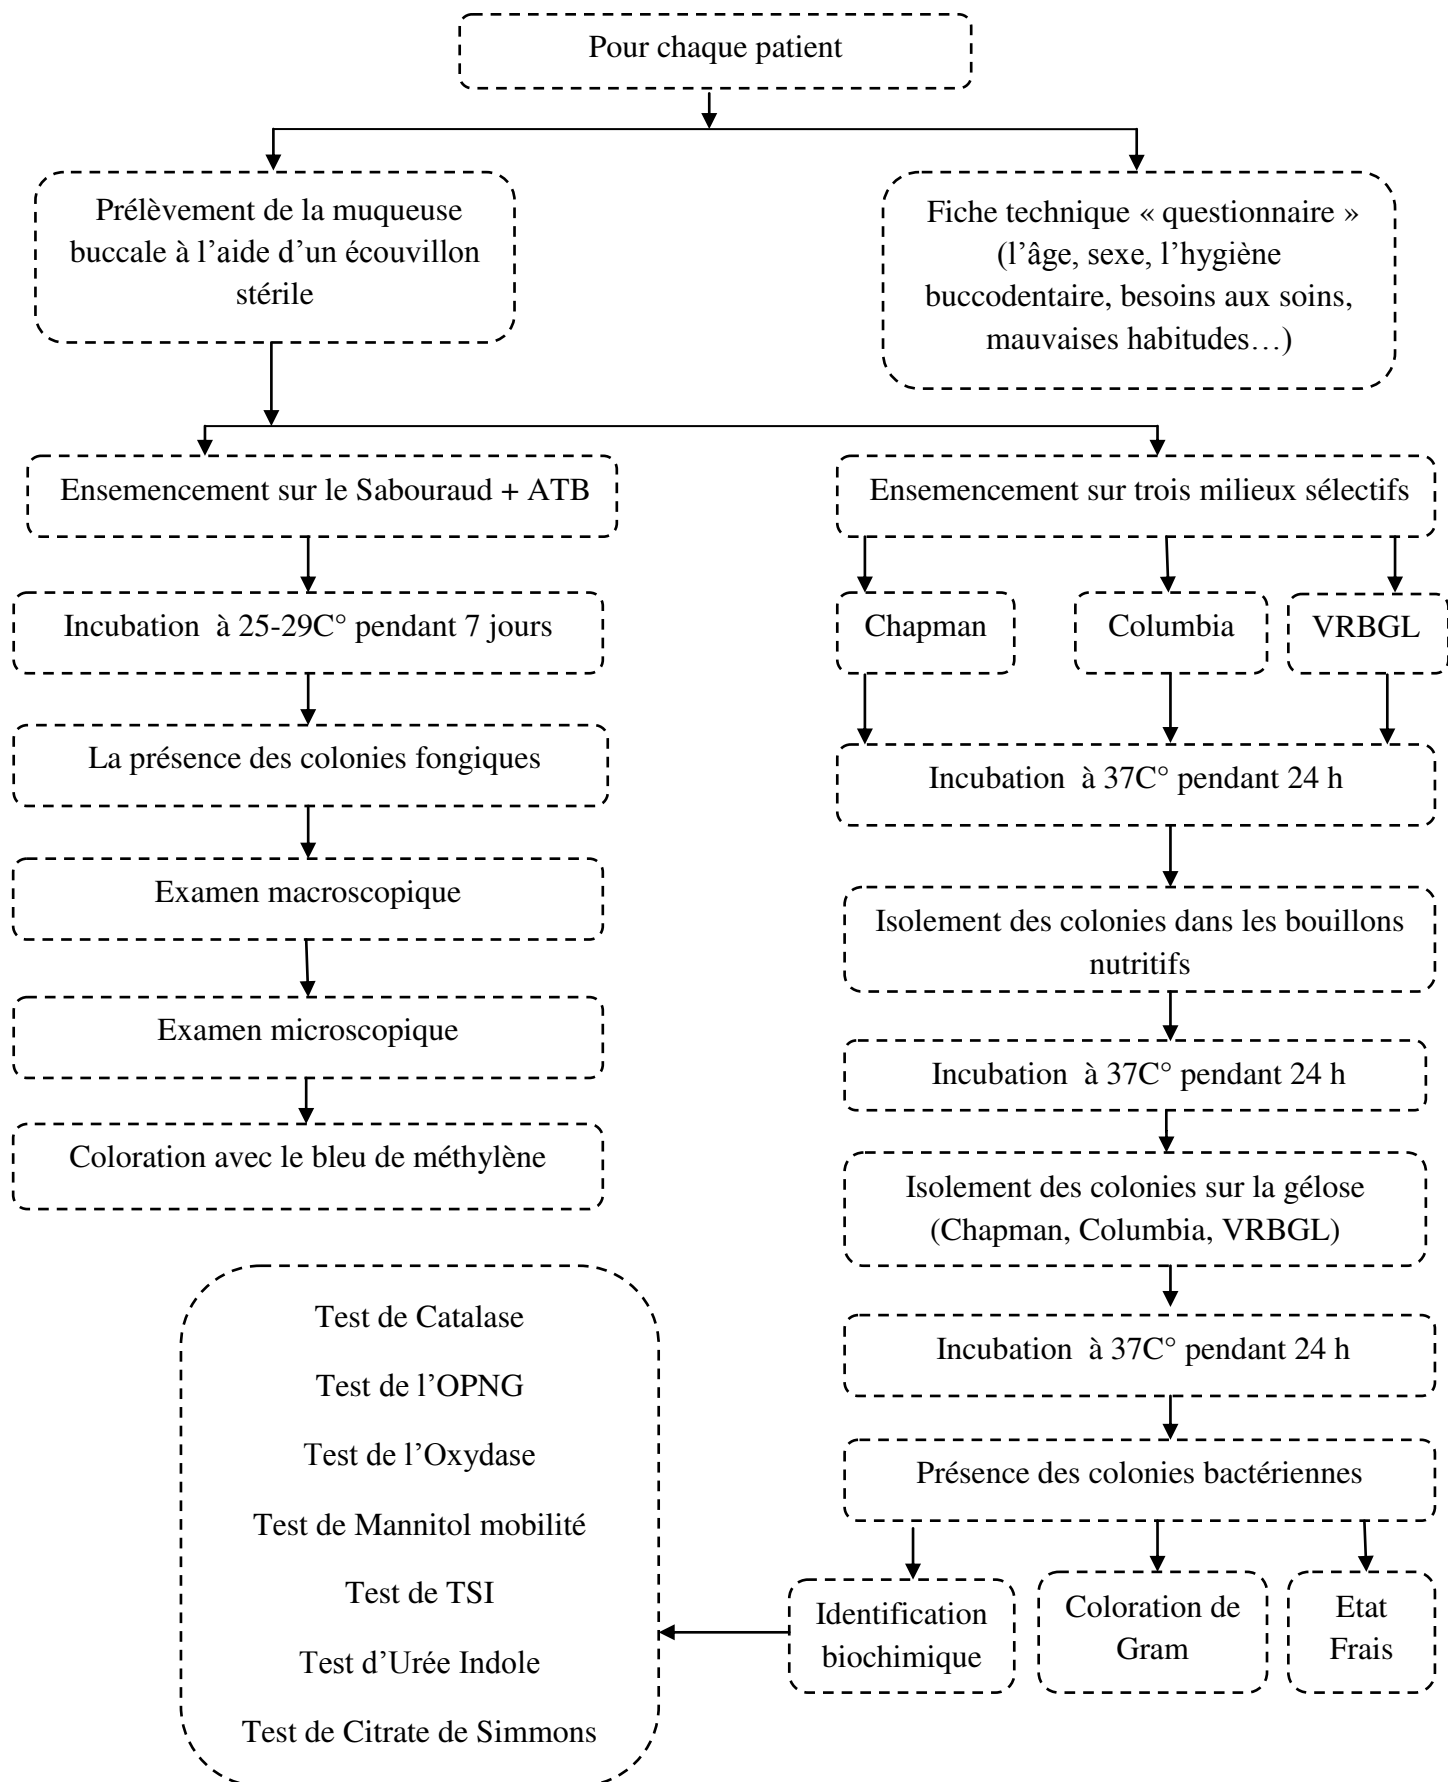 Pour chaque patient
Prélèvement de la muqueuse
buccale à l’aide d’un écouvillon
stérile
Fiche technique « questionnaire »
(l’âge, sexe, l’hygiène
buccodentaire, besoins aux soins,
mauvaises habitudes…)
Ensemencement sur le Sabouraud + ATB
Incubation à 25-29C° pendant 7 jours
La présence des colonies fongiques
Examen macroscopique
Examen microscopique
Coloration avec le bleu de méthylène
Ensemencement sur trois milieux sélectifs
Chapman
Columbia
VRBGL
Incubation à 37C° pendant 24 h
Isolement des colonies dans les bouillons
nutritifs
Incubation à 37C° pendant 24 h
Isolement des colonies sur la gélose
(Chapman, Columbia, VRBGL)
Incubation à 37C° pendant 24 h
Présence des colonies bactériennes
Identification
biochimique
Coloration de
Gram
Etat
Frais
Test de Catalase
Test de l’OPNG
Test de l’Oxydase
Test de Mannitol mobilité
Test de TSI
Test d’Urée Indole
Test de Citrate de Simmons